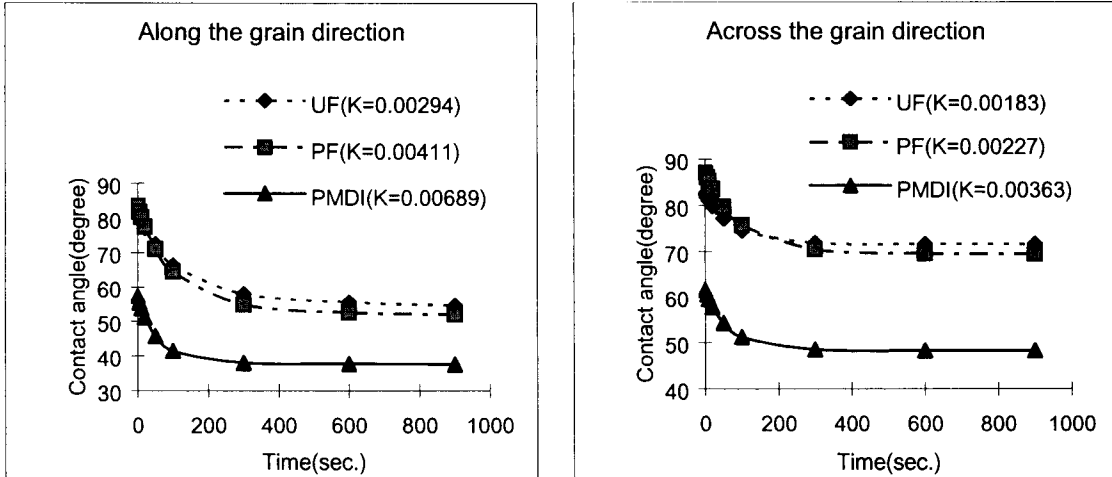 Along the grain direction
UF(K=0.00294)
PF(K=0.00411)
PMDI(K=0.00689)
Contact angle(degree)
90
80
70
60
50
40
30
0 200 400 600 800 1000
Time(sec.)
Across the grain direction
UF(K=0.00183)
PF(K=0.00227)
PMDI(K=0.00363)
Contact angle(degree)
90
80
70
60
50
40
0 200 400 600 800 1000
Time(sec.)